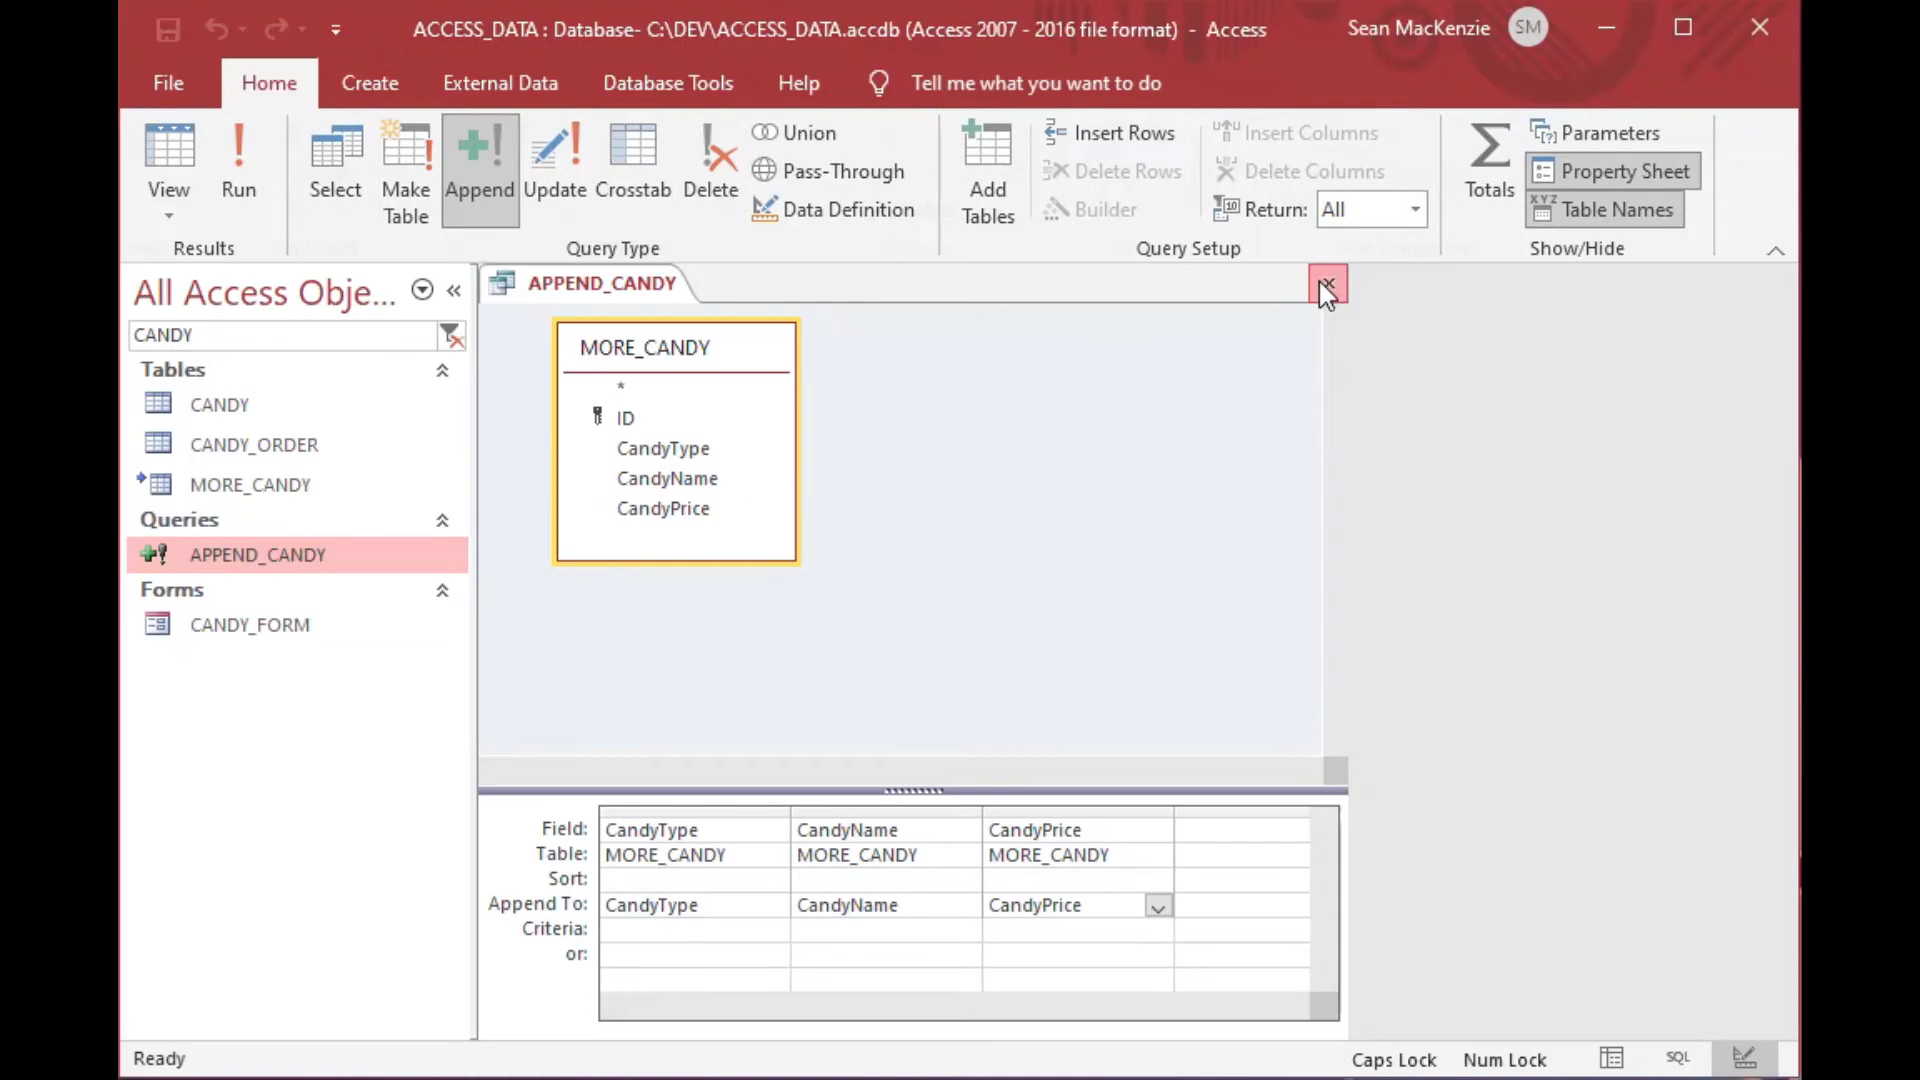 ACCESS_DATA : Database- C:\DEV\ACCESS_DATA.accdb (Access 2007 - 2016 file format) - Access
Sean MacKenzie SM
File Home Create External Data Database Tools Help Tell me what you want to do
View
Run
Select
Make Table
Append
Update
Crosstab
Delete
Union
Pass-Through
Data Definition
Add Tables
Insert Rows
Delete Rows
Builder
Insert Columns
Delete Columns
Return: All
Totals
Parameters
Property Sheet
XYZ Table Names
Results
Query Type
Query Setup
Show/Hide
All Access Obje...
CANDY
Tables
CANDY
CANDY_ORDER
MORE_CANDY
Queries
APPEND_CANDY
Forms
CANDY_FORM
APPEND_CANDY
MORE_CANDY
*
ID
CandyType
CandyName
CandyPrice
Field: CandyType CandyName CandyPrice
Table: MORE_CANDY MORE_CANDY MORE_CANDY
Sort:
Append To: CandyType CandyName CandyPrice
Criteria:
or:
Ready
Caps Lock Num Lock SQL